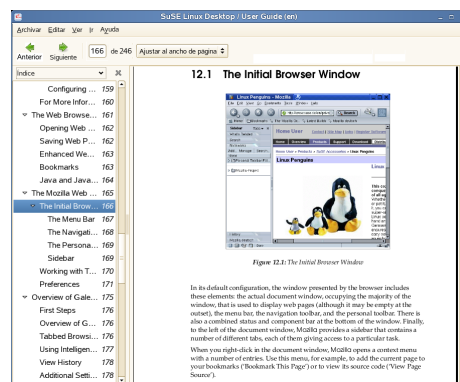 SuSE Linux Desktop / User Guide (en)
Archivar Editar Ver Ir Ayuda
Anterior Siguiente 166 de 246 Ajustar al ancho de página
Índice
Configuring ... 159
For More Infor... 160
The Web Browse... 161
Opening Web ... 162
Saving Web P... 162
Enhanced We... 163
Bookmarks 163
Java and Java... 164
The Mozilla Web ... 165
The Initial Brow... 166
The Menu Bar 167
The Navigati... 168
The Persona... 169
Sidebar 169
Working with T... 170
Preferences 171
Overview of Gale... 175
First Steps 176
Overview of G... 176
Tabbed Browsi... 176
Using Intelligen... 177
View History 178
Additional Setti... 178
12.1 The Initial Browser Window
Linux Penguins - Mozilla
Home User
Linux Penguins
Figure 12.1: The Initial Browser Window
In its default configuration, the window presented by the browser includes
these elements: the actual document window, occupying the majority of the
window, that is used to display web pages (although it may be empty at the
outset), the menu bar, the navigation toolbar, and the personal toolbar. There is
also a combined status and component bar at the bottom of the window. Finally,
to the left of the document window, Mozilla provides a sidebar that contains a
number of different tabs, each of them giving access to a particular task.
When you right-click in the document window, Mozilla opens a context menu
with a number of entries. Use this menu, for example, to add the current page to
your bookmarks ('Bookmark This Page') or to view its source code ('View Page
Source').